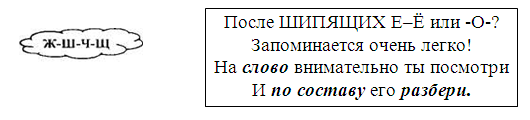 Ж-Ш-Ч-Щ
После ШИПЯЩИХ Е–Ё или -О-?
Запоминается очень легко!
На слово внимательно ты посмотри
И по составу его разбери.